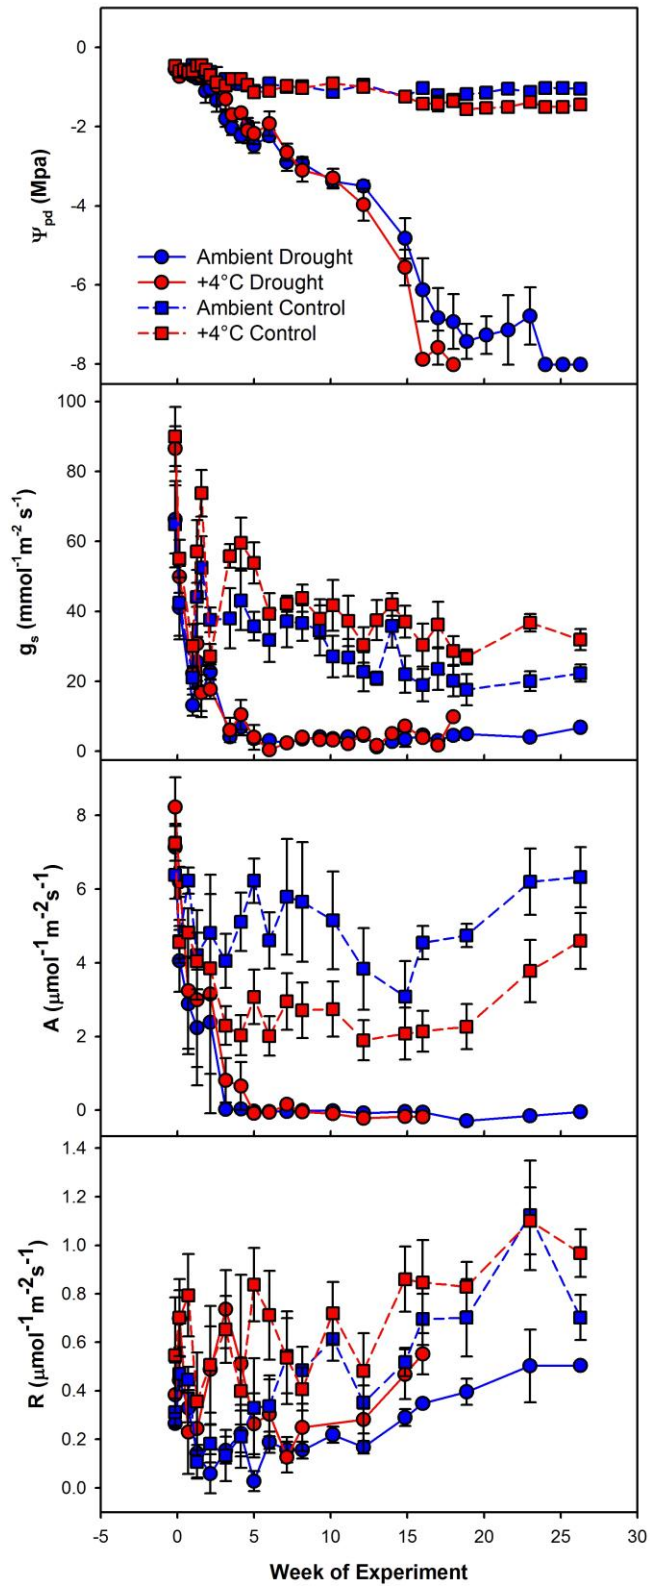 0
-2
-4
-6
-8
Ψpd (Mpa)
Ambient Drought
+4°C Drought
Ambient Control
+4°C Control
100
80
60
40
20
0
gs (mmol-1m-2 s-1)
8
6
4
2
0
A (μmol-1m-2s-1)
1.4
1.2
1.0
0.8
0.6
0.4
0.2
0.0
R (μmol-1m-2s-1)
-5 0 5 10 15 20 25 30
Week of Experiment